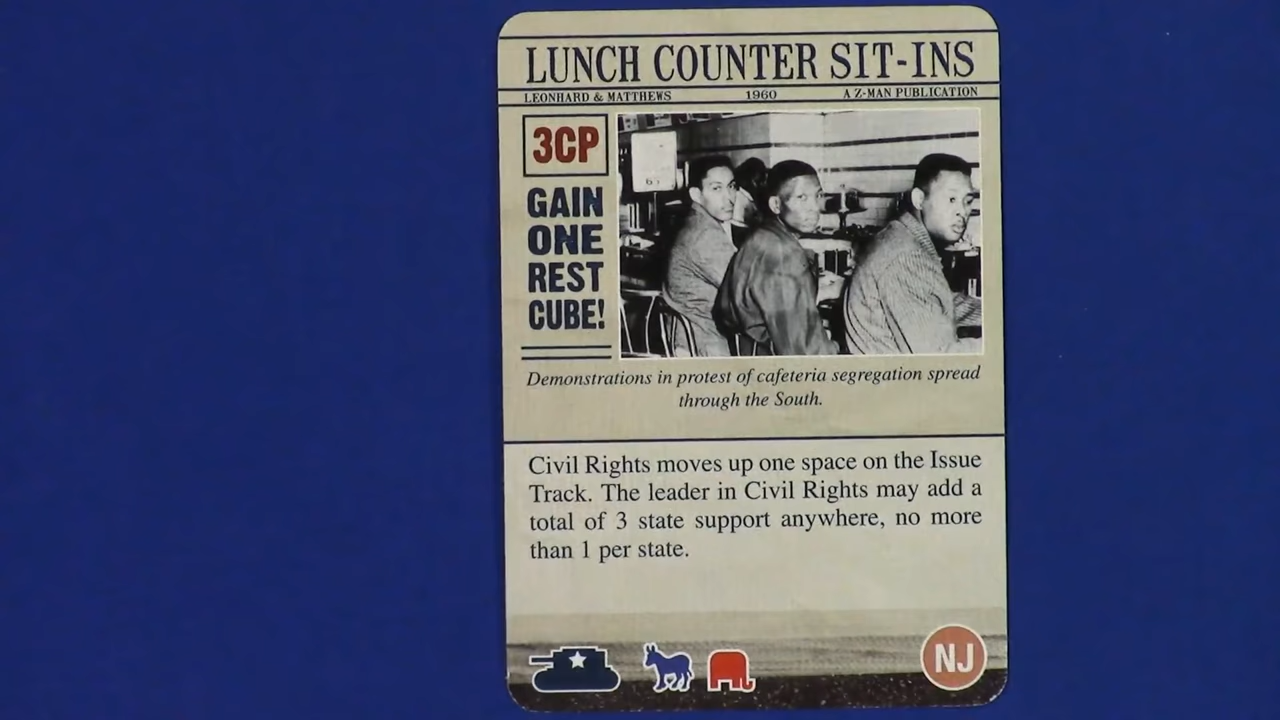 LUNCH COUNTER SIT-INS
LEONHARD & MATTHEWS 1960 A Z-MAN PUBLICATION
3CP
GAIN
ONE
REST
CUBE!
Demonstrations in protest of cafeteria segregation spread
through the South.
Civil Rights moves up one space on the Issue
Track. The leader in Civil Rights may add a
total of 3 state support anywhere, no more
than 1 per state.
NJ